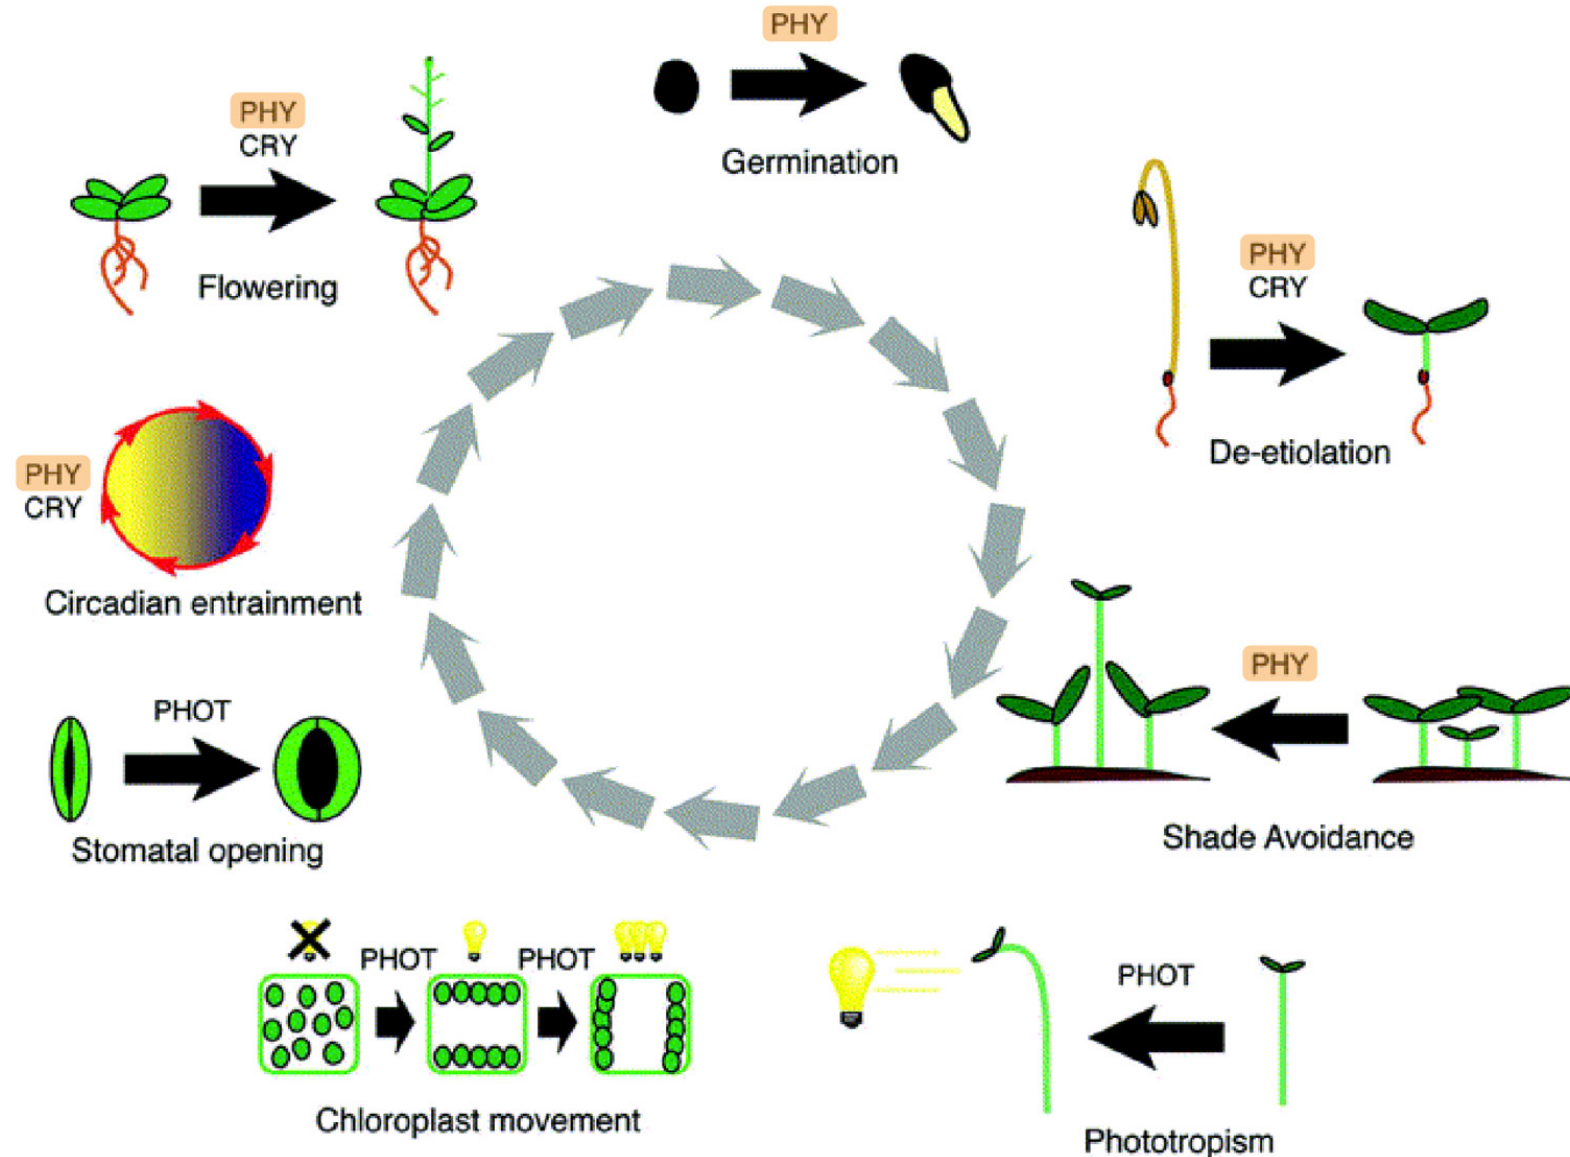 PHY
Germination
PHY
CRY
De-etiolation
PHY
Shade Avoidance
PHOT
Phototropism
PHOT
PHOT
Chloroplast movement
PHOT
Stomatal opening
PHY
CRY
Circadian entrainment
PHY
CRY
Flowering